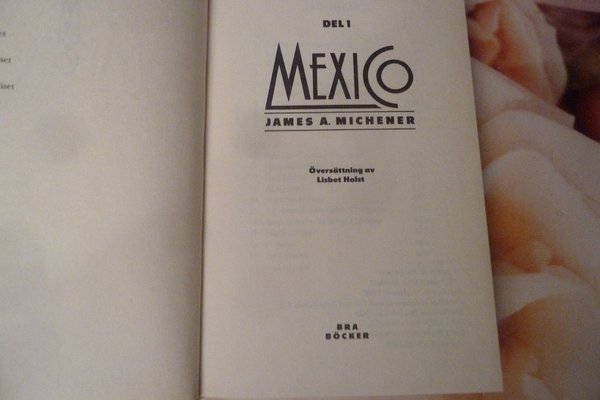 DEL 1
MEXICO
JAMES A. MICHENER
Översättning av
Lisbet Holst
BRA
BÖCKER